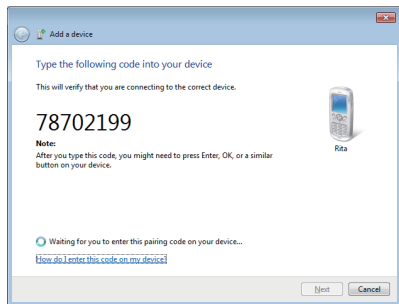 Add a device
Type the following code into your device
This will verify that you are connecting to the correct device.
78702199
Note:
After you type this code, you might need to press Enter, OK, or a similar
button on your device.
Rita
Waiting for you to enter this pairing code on your device...
How do I enter this code on my device?
Next Cancel